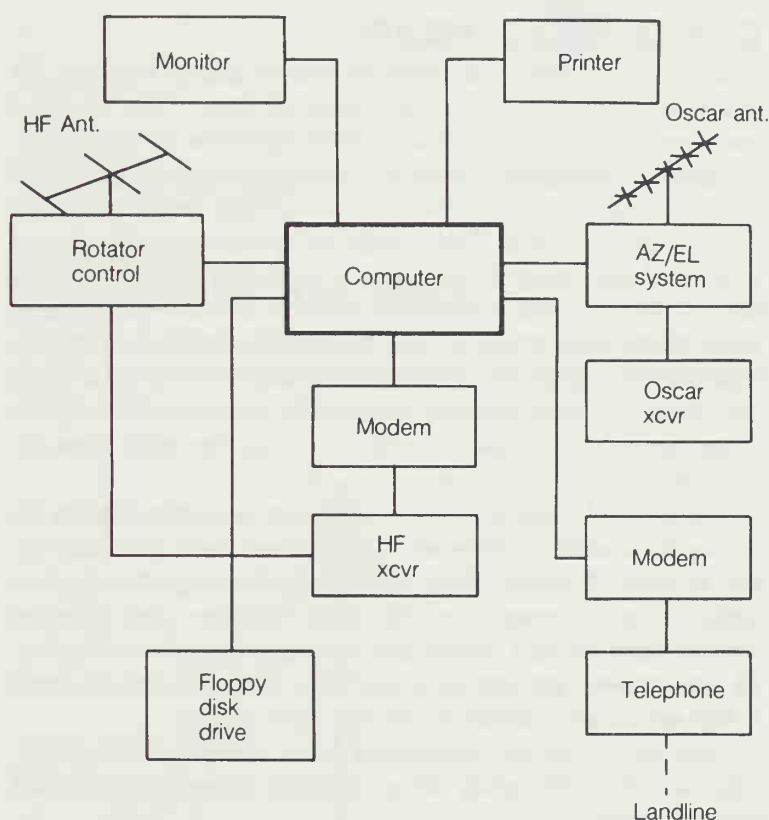 Monitor
Printer
HF Ant.
Oscar ant.
Rotator
control
Computer
AZ/EL
system
Modem
Oscar
xcvr
HF
xcvr
Modem
Floppy
disk
drive
Telephone
Landline